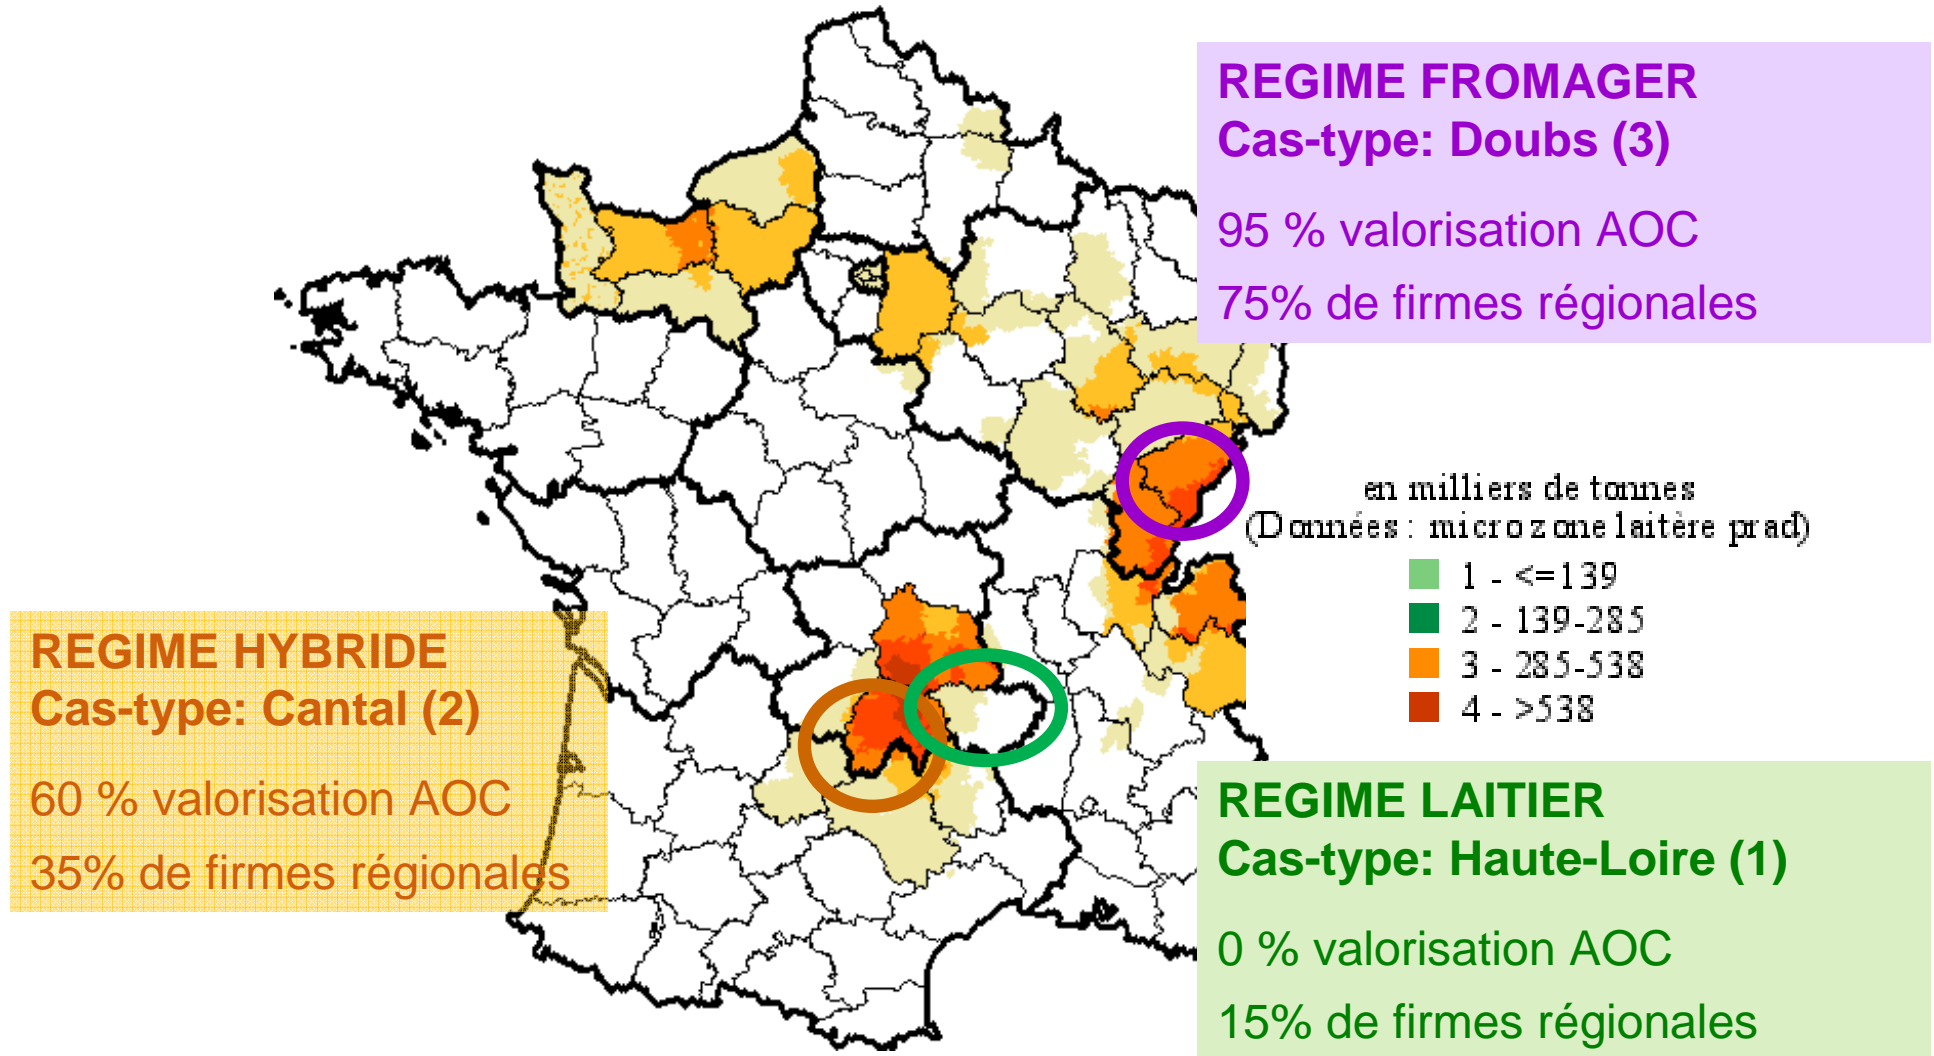 REGIME FROMAGER
Cas-type: Doubs (3)
95 % valorisation AOC
75% de firmes régionales
en milliers de tonnes
(Données : microzone laitère prad)
1 - <=139
2 - 139-285
3 - 285-538
4 - >538
REGIME HYBRIDE
Cas-type: Cantal (2)
60 % valorisation AOC
35% de firmes régionales
REGIME LAITIER
Cas-type: Haute-Loire (1)
0 % valorisation AOC
15% de firmes régionales